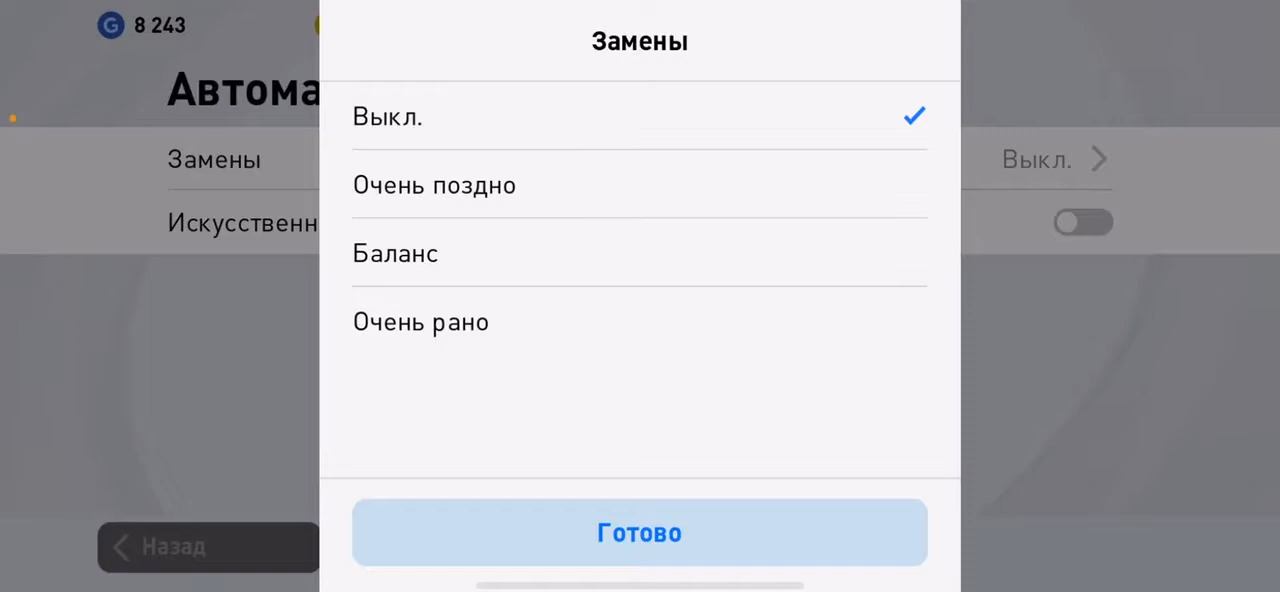 G 8 243
Замены
Автома
Выкл.
Замены
Выкл.
Очень поздно
Искусственн
Баланс
Очень рано
Готово
Назад